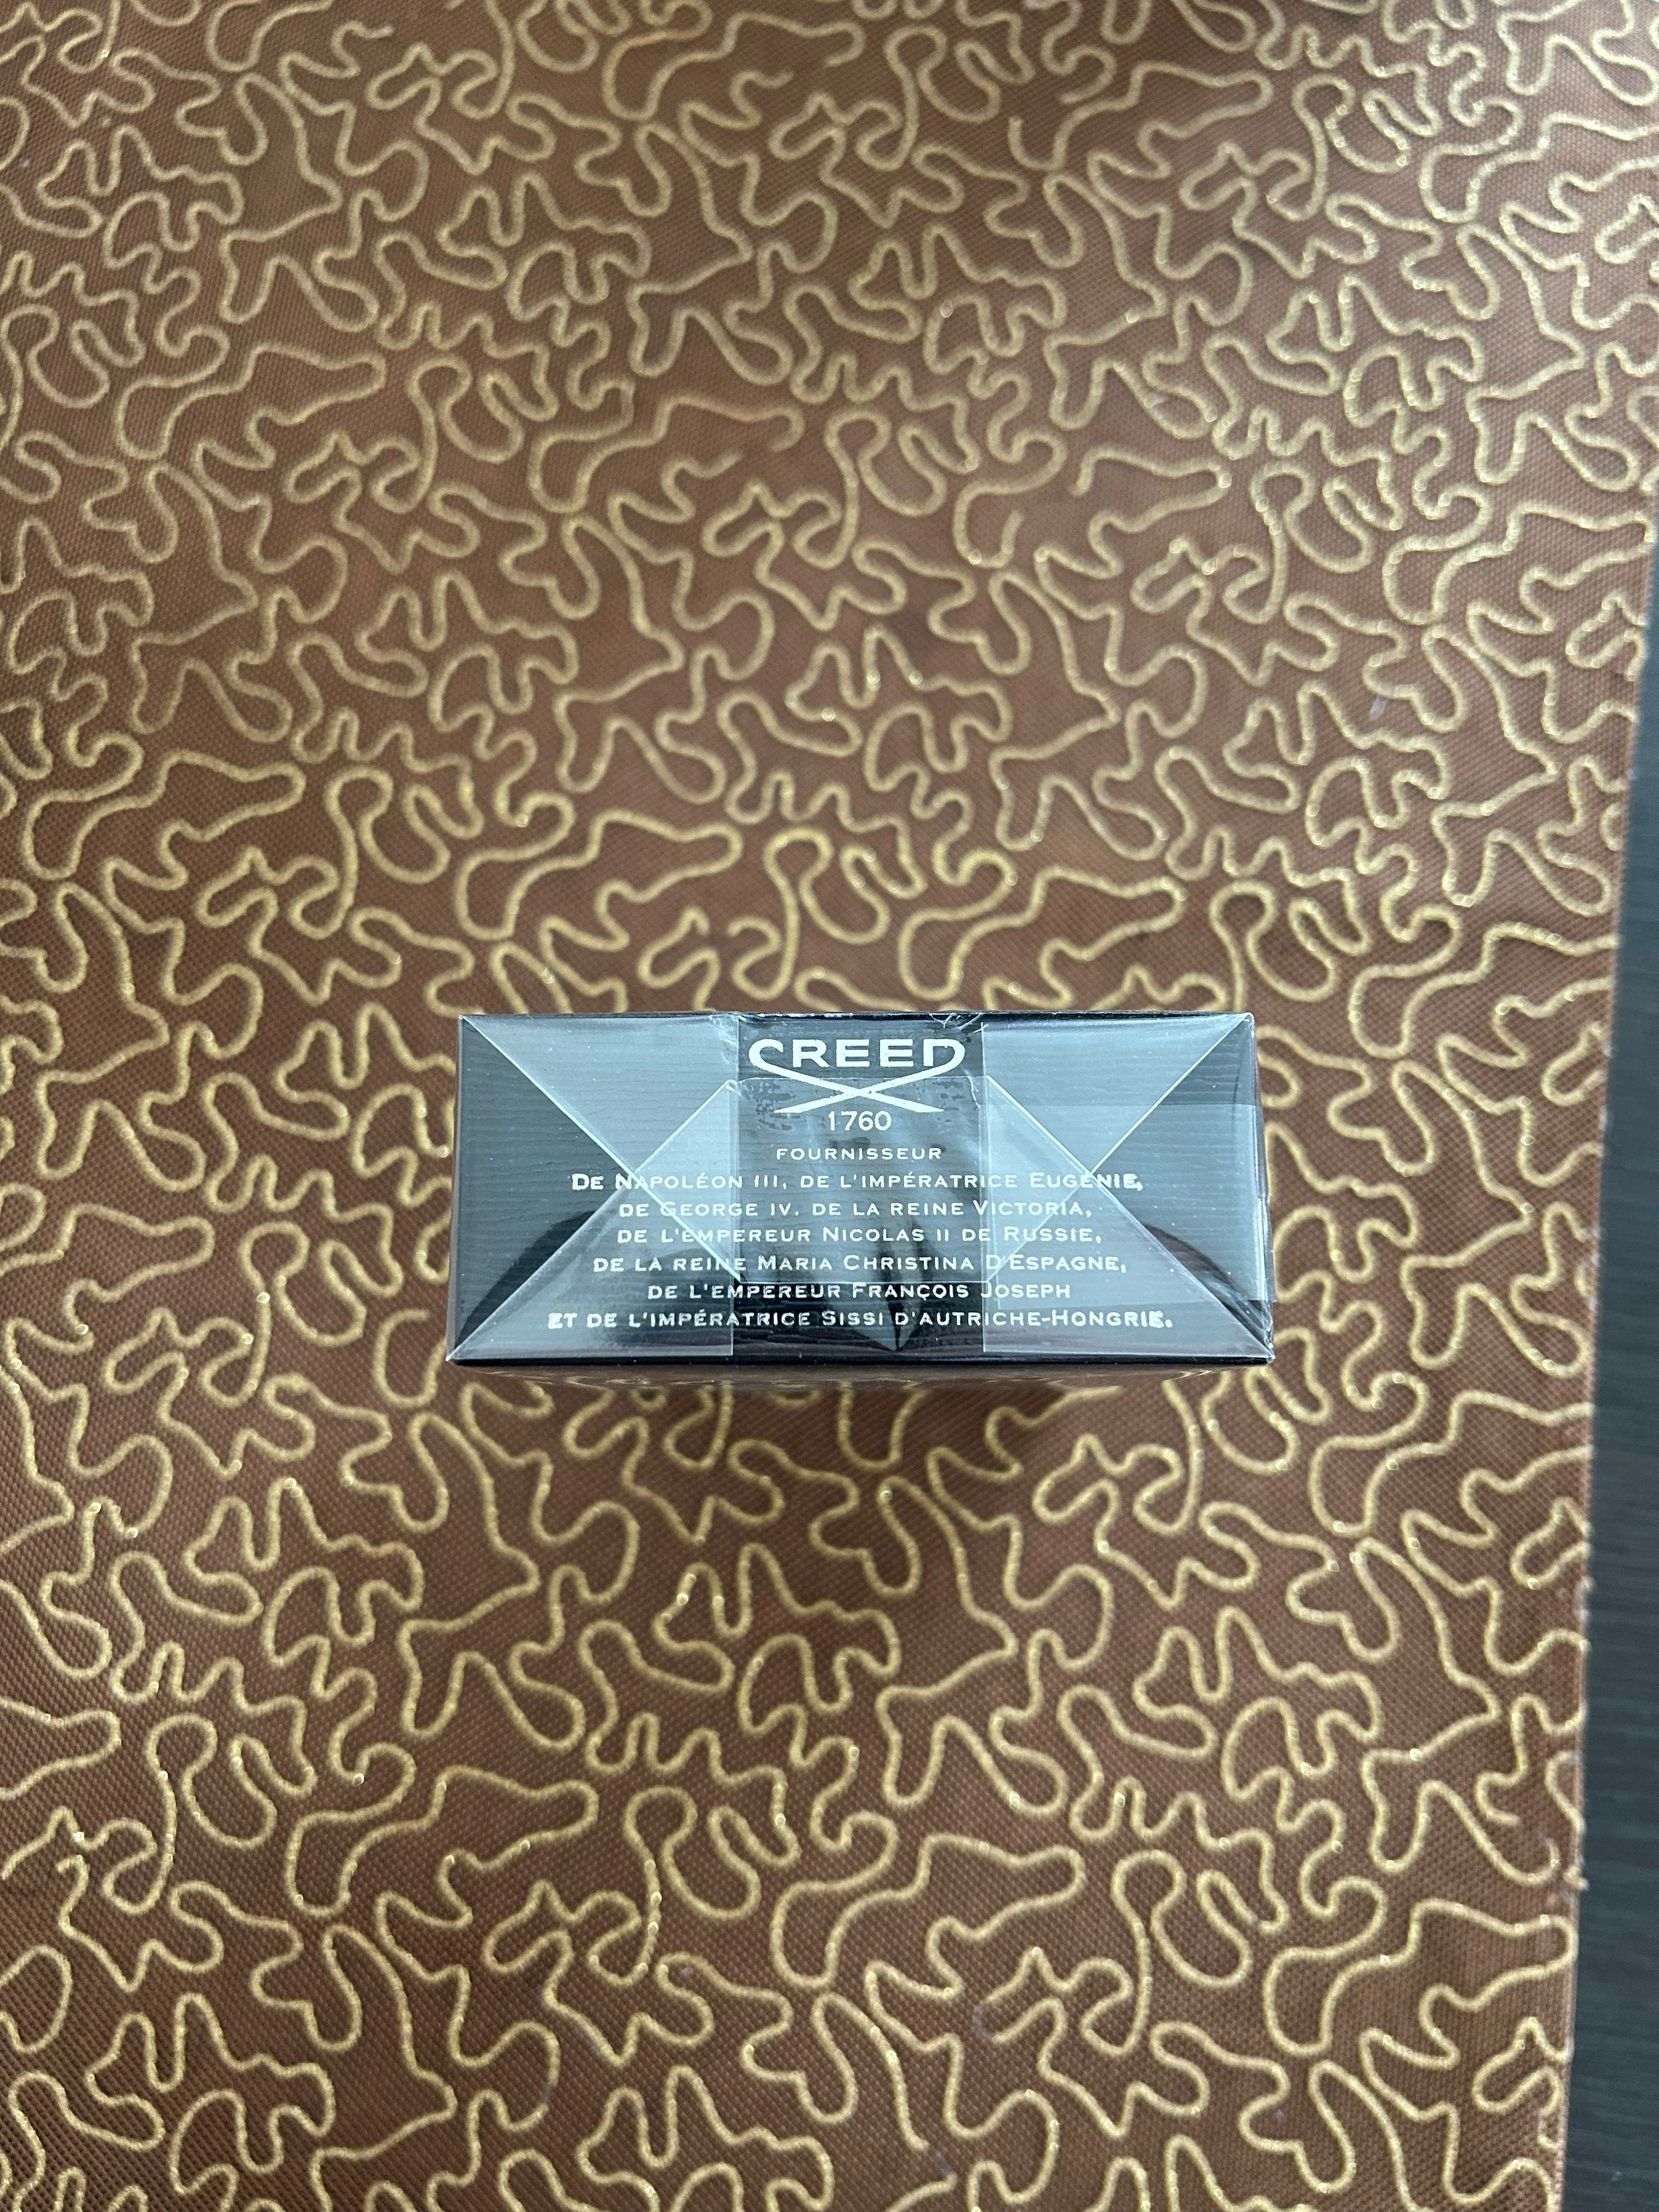 CREED
1760
FOURNISSEUR
DE NAPOLÉON III, DE L'IMPÉRATRICE EUGÉNIE,
DE GEORGE IV. DE LA REINE VICTORIA,
DE L'EMPEREUR NICOLAS II DE RUSSIE,
DE LA REINE MARIA CHRISTINA D'ESPAGNE,
DE L'EMPEREUR FRANÇOIS JOSEPH
ET DE L'IMPÉRATRICE SISSI D'AUTRICHE-HONGRIE.